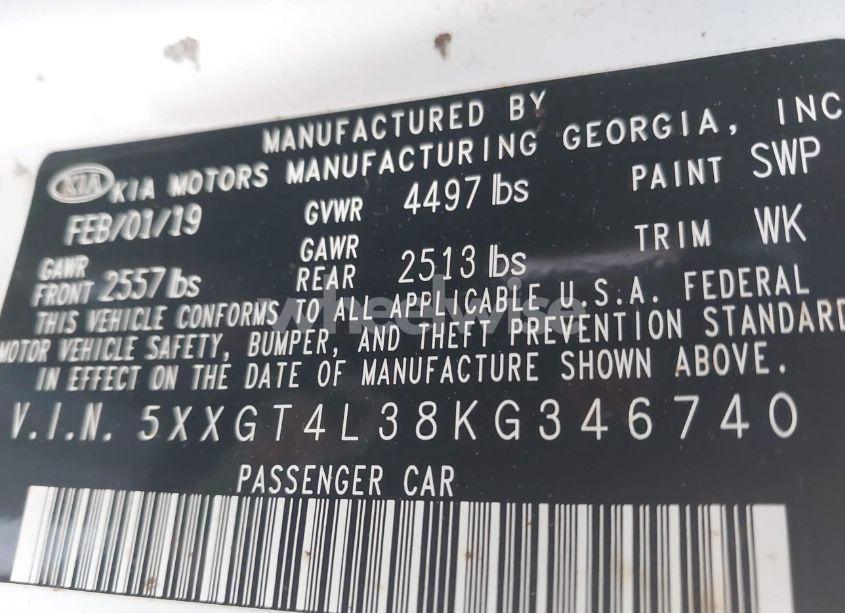 MANUFACTURED BY
KIA KIA MOTORS MANUFACTURING GEORGIA, INC
FEB/01/19 GVWR 4497 lbs PAINT SWP
GAWR FRONT 2557 lbs GAWR REAR 2513 lbs TRIM WK
THIS VEHICLE CONFORMS TO ALL APPLICABLE U.S.A. FEDERAL
MOTOR VEHICLE SAFETY, BUMPER, AND THEFT PREVENTION STANDARD
IN EFFECT ON THE DATE OF MANUFACTURE SHOWN ABOVE.
V.I.N. 5XXGT4L38KG346740
PASSENGER CAR
wheelwise